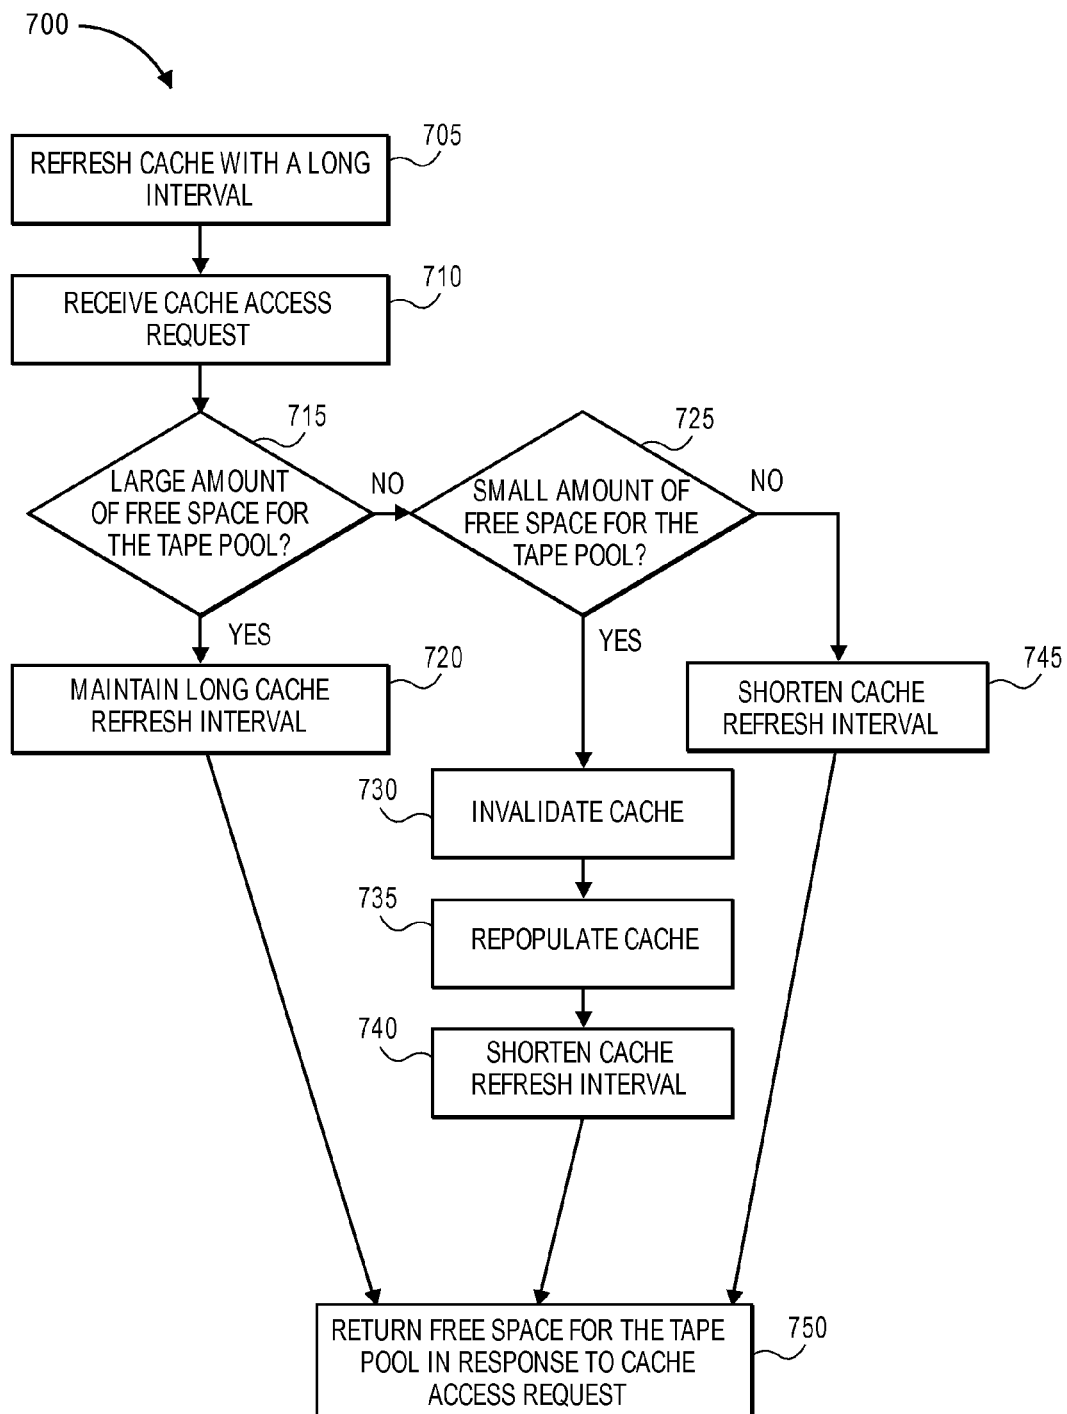 700
705
REFRESH CACHE WITH A LONG
INTERVAL
710
RECEIVE CACHE ACCESS
REQUEST
715
LARGE AMOUNT
OF FREE SPACE FOR
THE TAPE POOL?
NO
YES
725
SMALL AMOUNT OF
FREE SPACE FOR THE
TAPE POOL?
NO
YES
720
MAINTAIN LONG CACHE
REFRESH INTERVAL
745
SHORTEN CACHE
REFRESH INTERVAL
730
INVALIDATE CACHE
735
REPOPULATE CACHE
740
SHORTEN CACHE
REFRESH INTERVAL
750
RETURN FREE SPACE FOR THE TAPE
POOL IN RESPONSE TO CACHE
ACCESS REQUEST